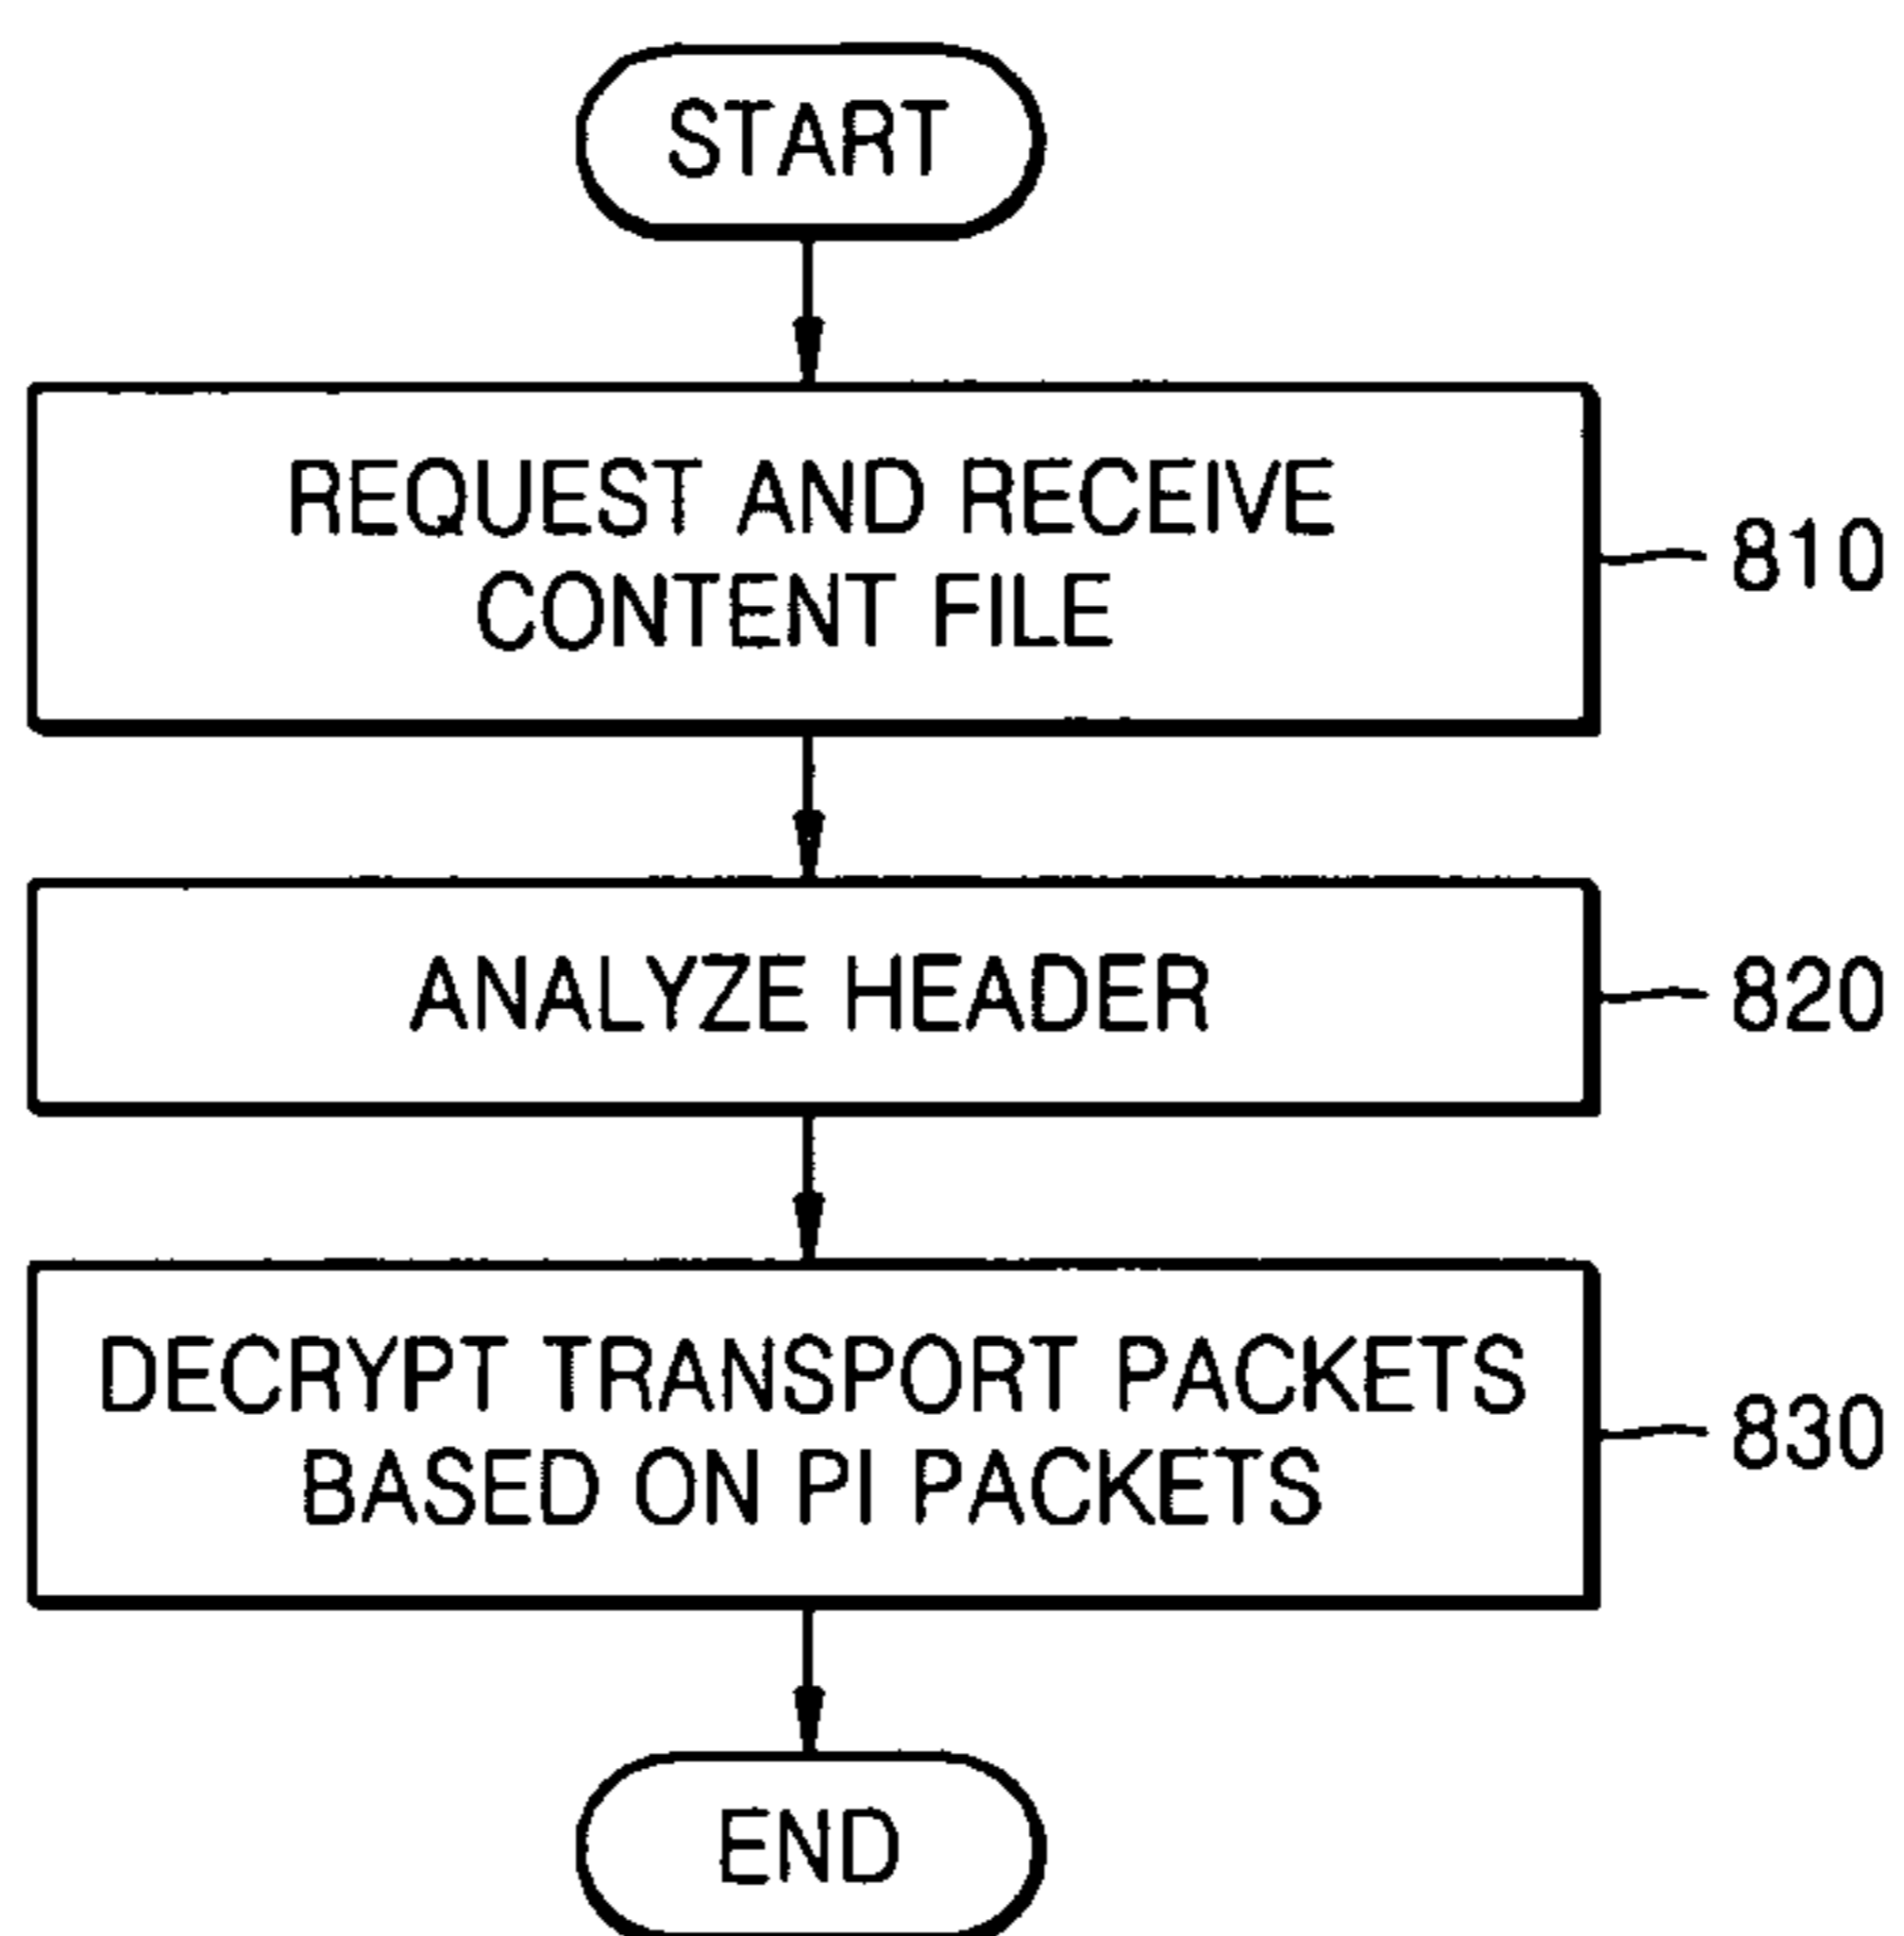 START
REQUEST AND RECEIVE
CONTENT FILE
810
ANALYZE HEADER
820
DECRYPT TRANSPORT PACKETS
BASED ON PI PACKETS
830
END